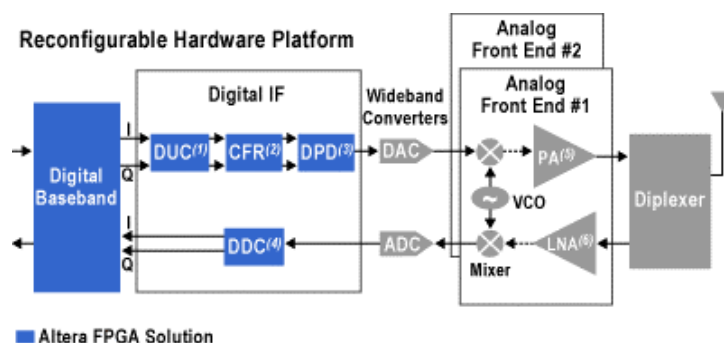 Reconfigurable Hardware Platform
Analog
Front End #2
Analog
Front End #1
Digital IF
Wideband
Converters
I
DUC(1)
CFR(2)
DPD(3)
DAC
PA(5)
Q
Digital
Baseband
VCO
Diplexer
I
DDC(4)
ADC
LNA(6)
Q
Mixer
Altera FPGA Solution